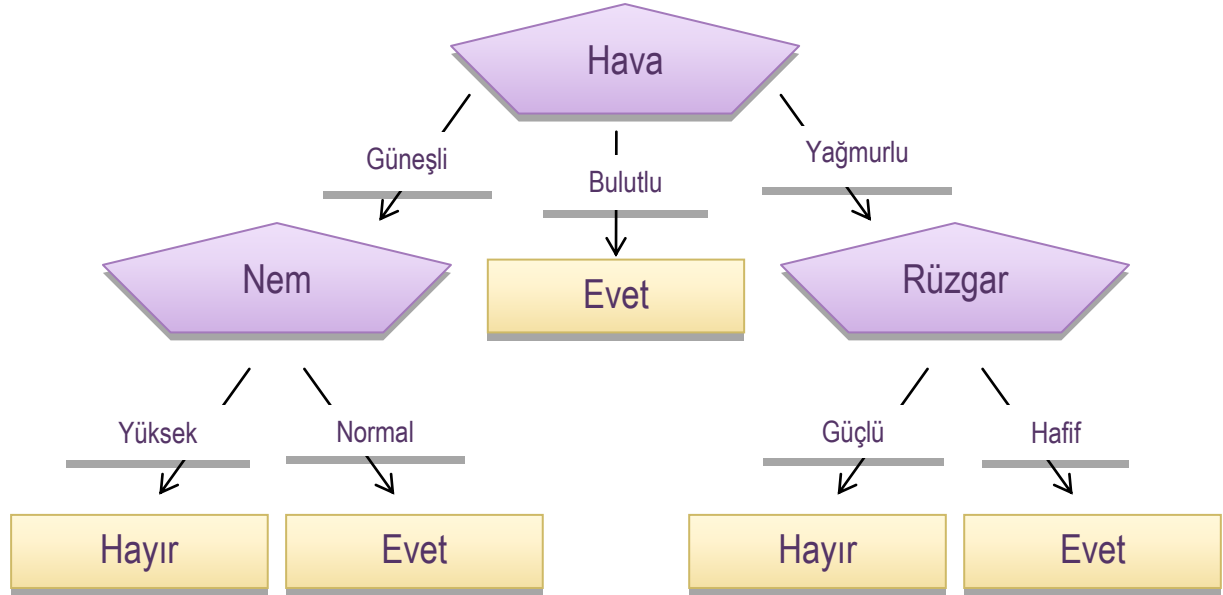 Hava
Güneşli
Bulutlu
Yağmurlu
Nem
Evet
Rüzgar
Yüksek
Normal
Güçlü
Hafif
Hayır
Evet
Hayır
Evet